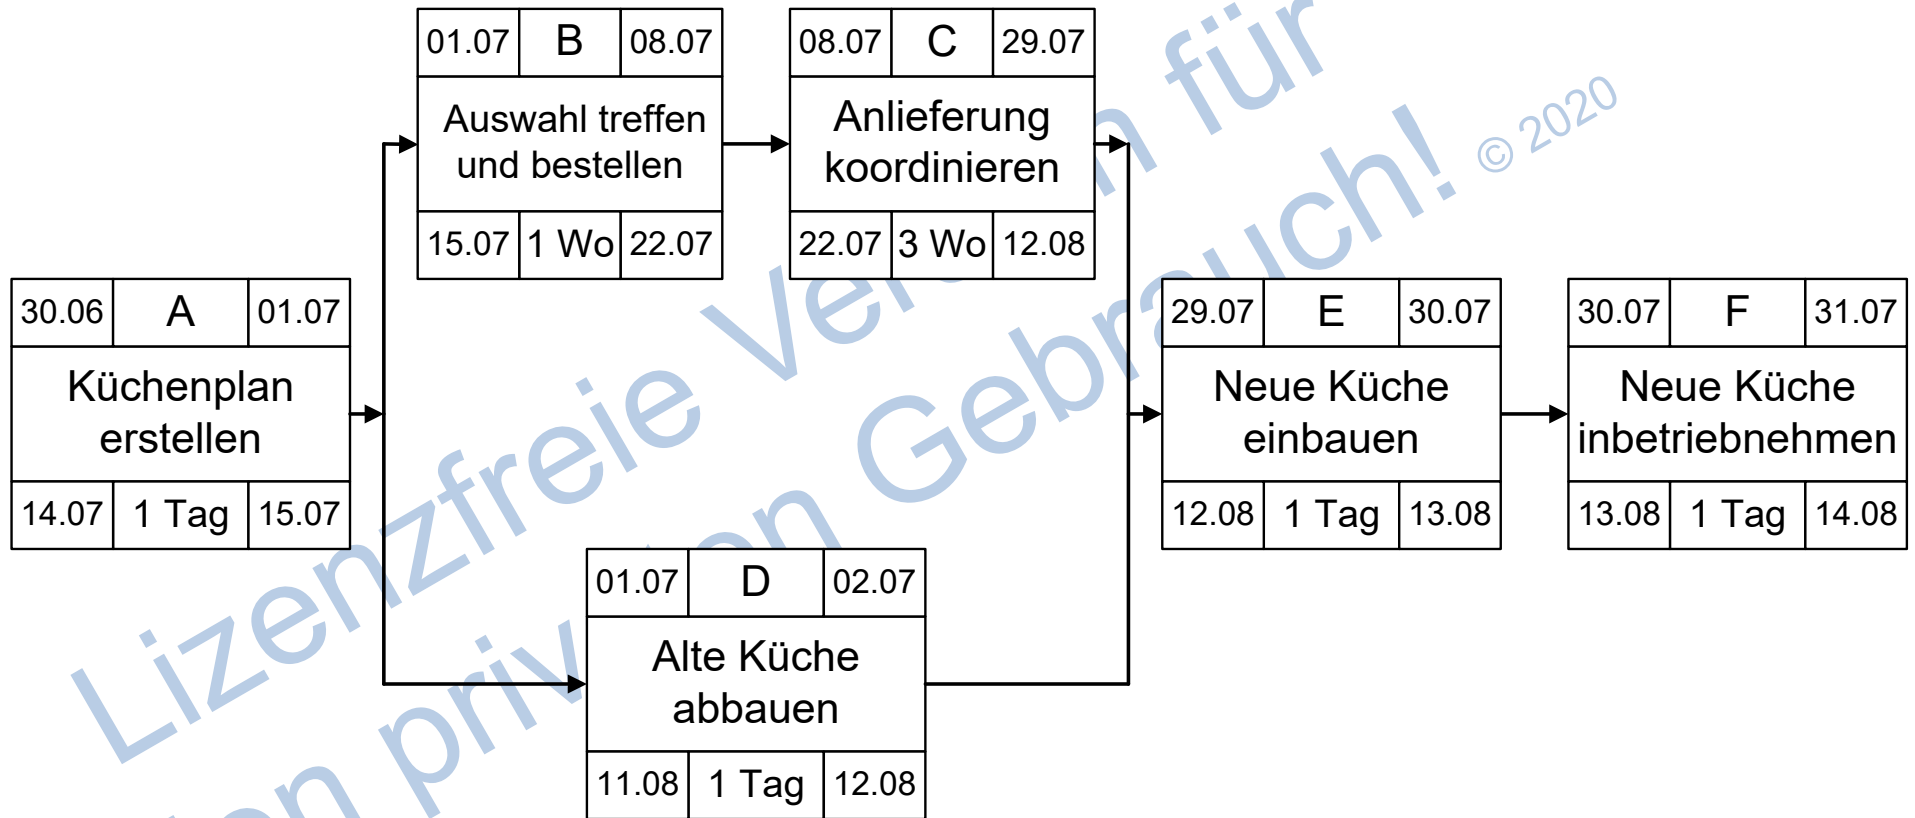 01.07 B 08.07
Auswahl treffen
und bestellen
15.07 1 Wo 22.07
08.07 C 29.07
Anlieferung
koordinieren
22.07 3 Wo 12.08
30.06 A 01.07
Küchenplan
erstellen
14.07 1 Tag 15.07
01.07 D 02.07
Alte Küche
abbauen
11.08 1 Tag 12.08
29.07 E 30.07
Neue Küche
einbauen
12.08 1 Tag 13.08
30.07 F 31.07
Neue Küche
inbetriebnehmen
13.08 1 Tag 14.08
Lizenzfreie für
Gebrauch! © 2020